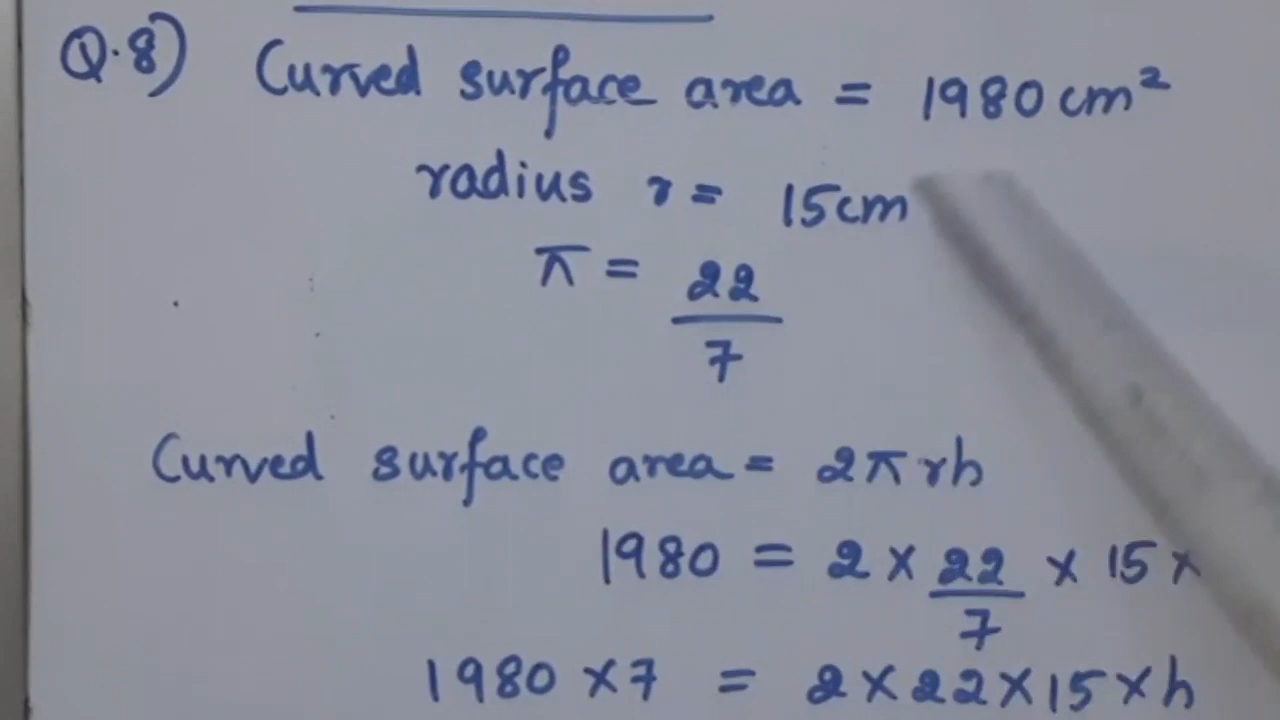 Q.8) Curved surface area = 1980 cm²
radius r = 15cm
π = 22/7
Curved surface area = 2πrh
1980 = 2 × 22/7 × 15 ×
1980 × 7 = 2 × 22 × 15 × h